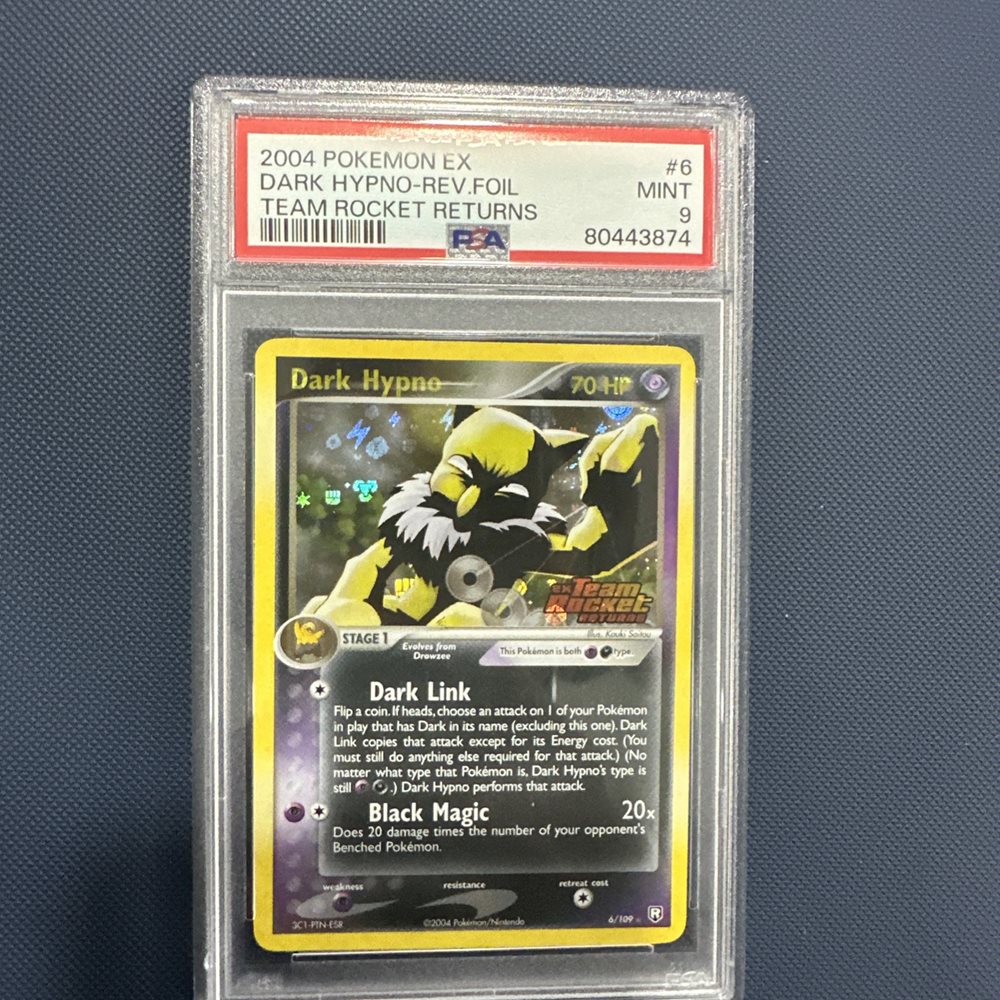 2004 POKEMON EX #6
DARK HYPNO-REV.FOIL MINT
TEAM ROCKET RETURNS 9
PSA 80443874
Dark Hypno 70 HP
EX Team
Rocket
RETURNS
Illus. Kouki Saitou
STAGE 1
Evolves from
Drowzee
This Pokémon is both type.
Dark Link
Flip a coin. If heads, choose an attack on 1 of your Pokémon
in play that has Dark in its name (excluding this one). Dark
Link copies that attack except for its Energy cost. (You
must still do anything else required for that attack.) (No
matter what type that Pokémon is, Dark Hypno's type is
still .) Dark Hypno performs that attack.
Black Magic 20x
Does 20 damage times the number of your opponent's
Benched Pokémon.
weakness resistance retreat cost
3C1-PTN-ESR ©2004 Pokémon/Nintendo 6/109 R